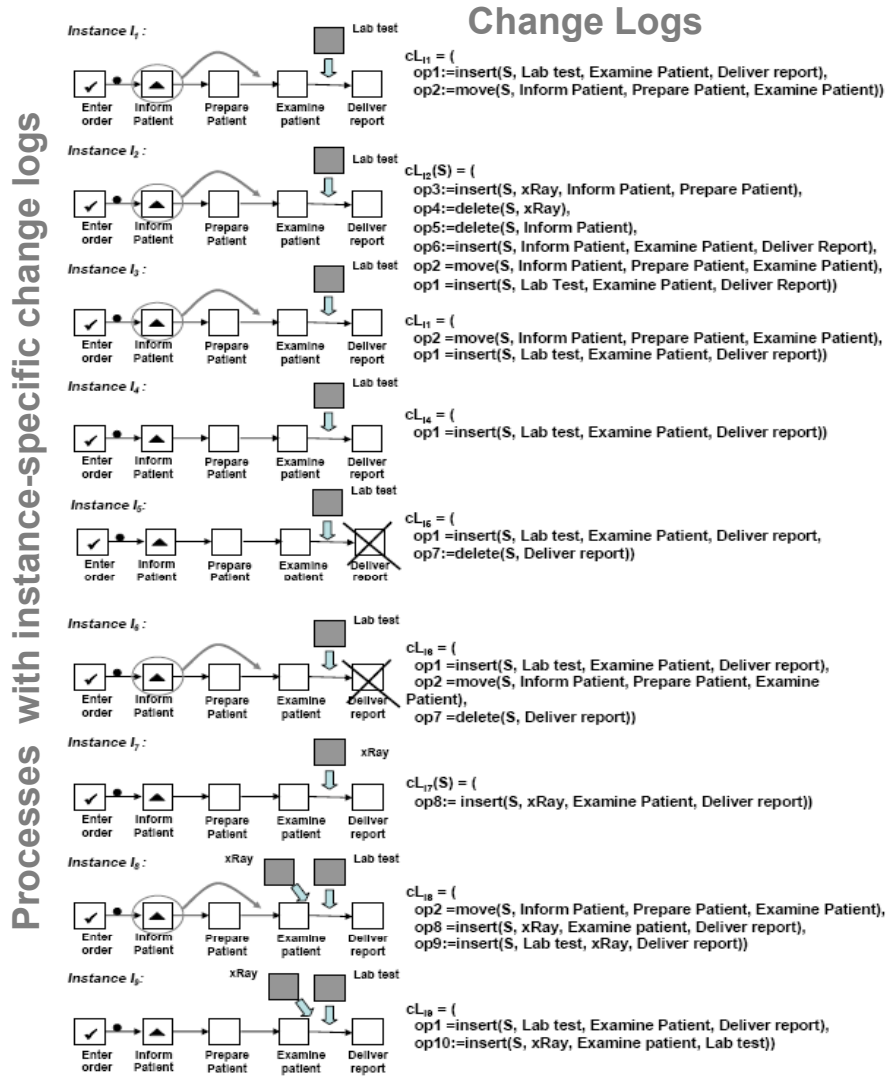 Change Logs
Processes with instance-specific change logs
Instance I1 :
Lab test
Enter order
Inform Patient
Prepare Patient
Examine patient
Deliver report
cLI1 = (
op1:=insert(S, Lab test, Examine Patient, Deliver report),
op2:=move(S, Inform Patient, Prepare Patient, Examine Patient))
Instance I2 :
Lab test
Enter order
Inform Patient
Prepare Patient
Examine patient
Deliver report
cLI2(S) = (
op3:=insert(S, xRay, Inform Patient, Prepare Patient),
op4:=delete(S, xRay),
op5:=delete(S, Inform Patient),
op6:=insert(S, Inform Patient, Examine Patient, Deliver Report),
op2 =move(S, Inform Patient, Prepare Patient, Examine Patient),
op1 =insert(S, Lab Test, Examine Patient, Deliver Report))
Instance I3 :
Lab test
Enter order
Inform Patient
Prepare Patient
Examine patient
Deliver report
cLI1 = (
op2 =move(S, Inform Patient, Prepare Patient, Examine Patient),
op1 =insert(S, Lab test, Examine Patient, Deliver report))
Instance I4 :
Lab test
Enter order
Inform Patient
Prepare Patient
Examine patient
Deliver report
cLI4 = (
op1 =insert(S, Lab test, Examine Patient, Deliver report))
Instance I5:
Lab test
Enter order
Inform Patient
Prepare Patient
Examine patient
Deliver report
cLI5 = (
op1 =insert(S, Lab test, Examine Patient, Deliver report,
op7:=delete(S, Deliver report))
Instance I6 :
Lab test
Enter order
Inform Patient
Prepare Patient
Examine patient
Deliver report
cLI6 = (
op1 =insert(S, Lab test, Examine Patient, Deliver report),
op2 =move(S, Inform Patient, Prepare Patient, Examine
Patient),
op7 =delete(S, Deliver report))
Instance I7 :
xRay
Enter order
Inform Patient
Prepare Patient
Examine patient
Deliver report
cLI7(S) = (
op8:= insert(S, xRay, Examine Patient, Deliver report))
Instance I8 :
xRay
Lab test
Enter order
Inform Patient
Prepare Patient
Examine patient
Deliver report
cLI8 = (
op2 =move(S, Inform Patient, Prepare Patient, Examine Patient),
op8 =insert(S, xRay, Examine patient, Deliver report),
op9:=insert(S, Lab test, xRay, Deliver report))
Instance I9:
xRay
Lab test
Enter order
Inform Patient
Prepare Patient
Examine patient
Deliver report
cLI9 = (
op1 =insert(S, Lab test, Examine Patient, Deliver report),
op10:=insert(S, xRay, Examine patient, Lab test))